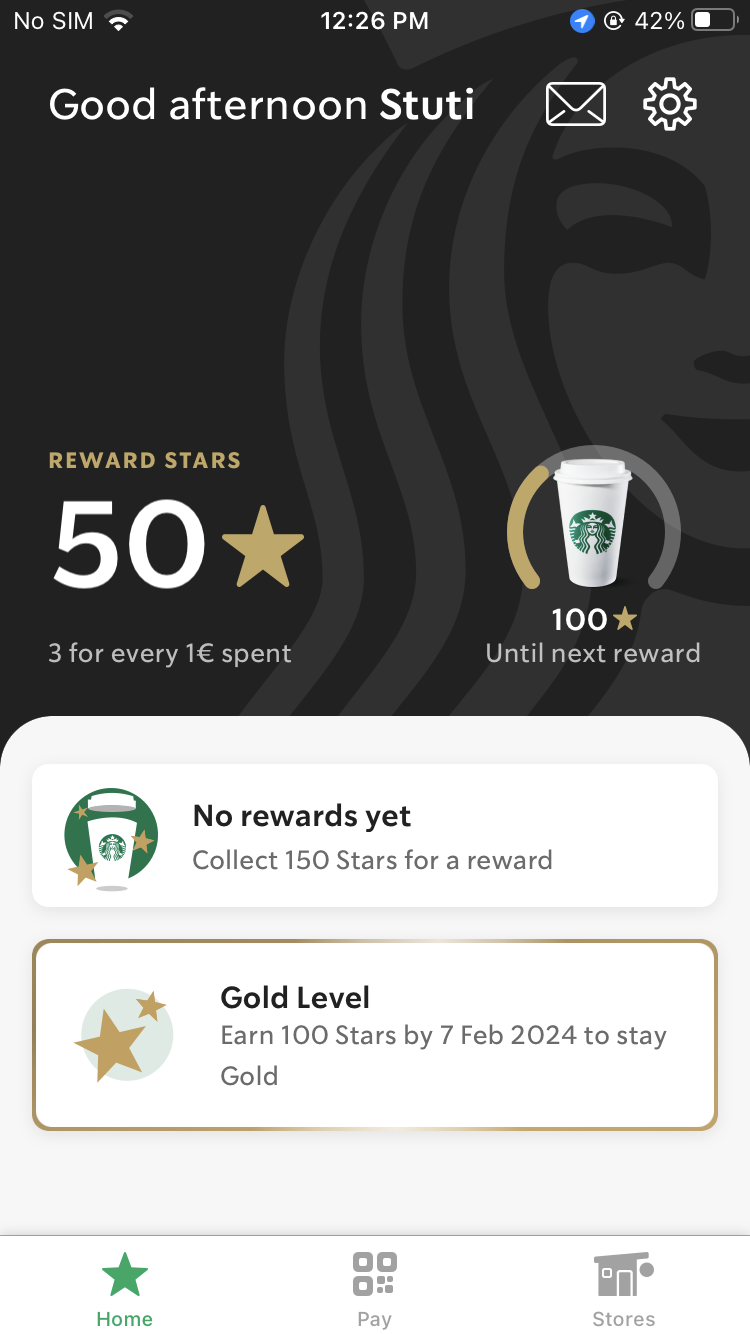 No SIM 12:26 PM 42%
Good afternoon Stuti
REWARD STARS
50
100
3 for every 1€ spent
Until next reward
No rewards yet
Collect 150 Stars for a reward
Gold Level
Earn 100 Stars by 7 Feb 2024 to stay
Gold
Home Pay Stores